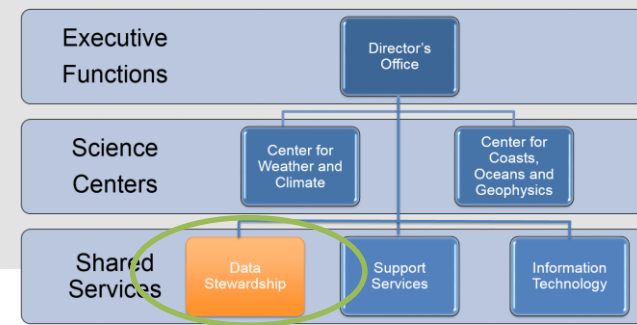 Executive
Functions
Director's
Office
Science
Centers
Center for
Weather and
Climate
Center for
Coasts,
Oceans and
Geophysics
Shared
Services
Data
Stewardship
Support
Services
Information
Technology